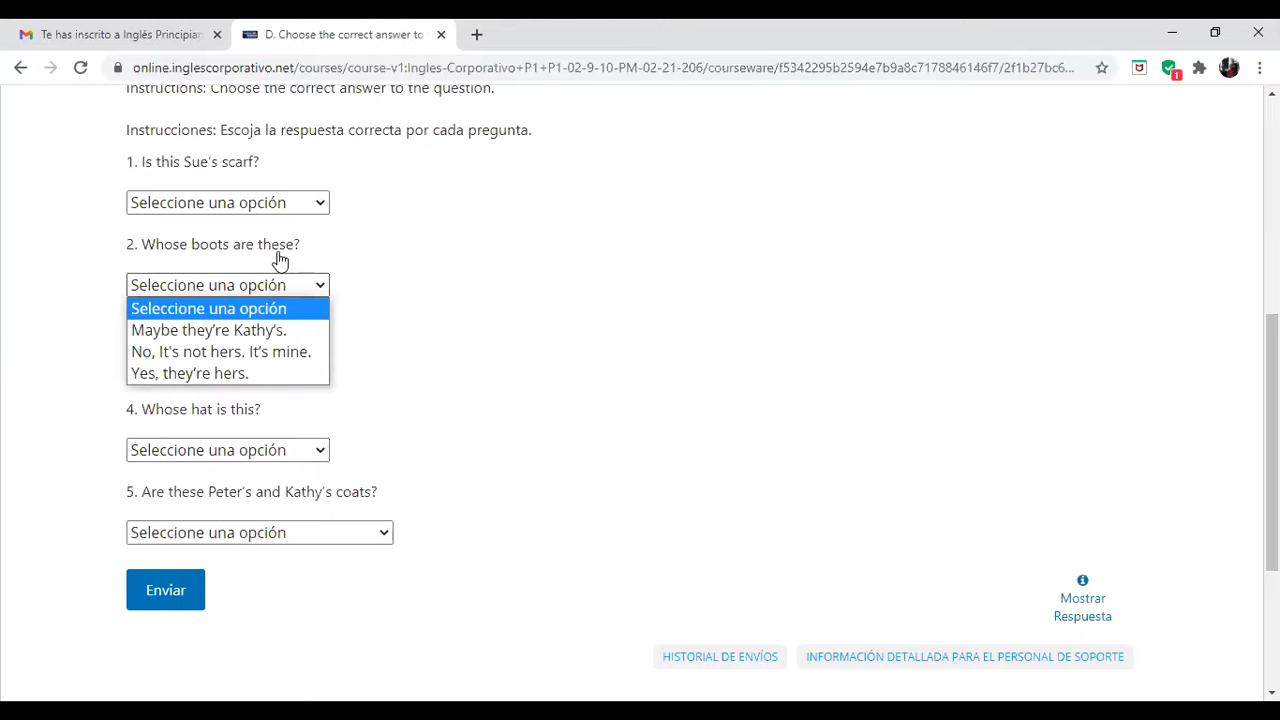 Te has inscrito a Inglés Principian
D. Choose the correct answer to
online.inglescorporativo.net/courses/course-v1:Ingles-Corporativo+P1+P1-02-9-10-PM-02-21-206/courseware/f5342295b2594e7b9a8c7178846146f7/2f1b27bc6...
1
Instructions: Choose the correct answer to the question.
Instrucciones: Escoja la respuesta correcta por cada pregunta.
1. Is this Sue's scarf?
Seleccione una opción
2. Whose boots are these?
Seleccione una opción
Seleccione una opción
Maybe they're Kathy's.
No, It's not hers. It's mine.
Yes, they're hers.
4. Whose hat is this?
Seleccione una opción
5. Are these Peter's and Kathy's coats?
Seleccione una opción
Enviar
Mostrar
Respuesta
HISTORIAL DE ENVÍOS
INFORMACIÓN DETALLADA PARA EL PERSONAL DE SOPORTE